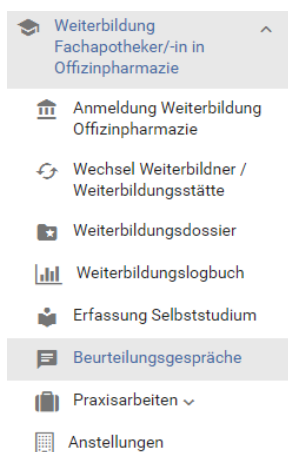 Weiterbildung
Fachapotheker/-in in
Offizinpharmazie
Anmeldung Weiterbildung
Offizinpharmazie
Wechsel Weiterbildner /
Weiterbildungsstätte
Weiterbildungsdossier
Weiterbildungslogbuch
Erfassung Selbststudium
Beurteilungsgespräche
Praxisarbeiten
Anstellungen